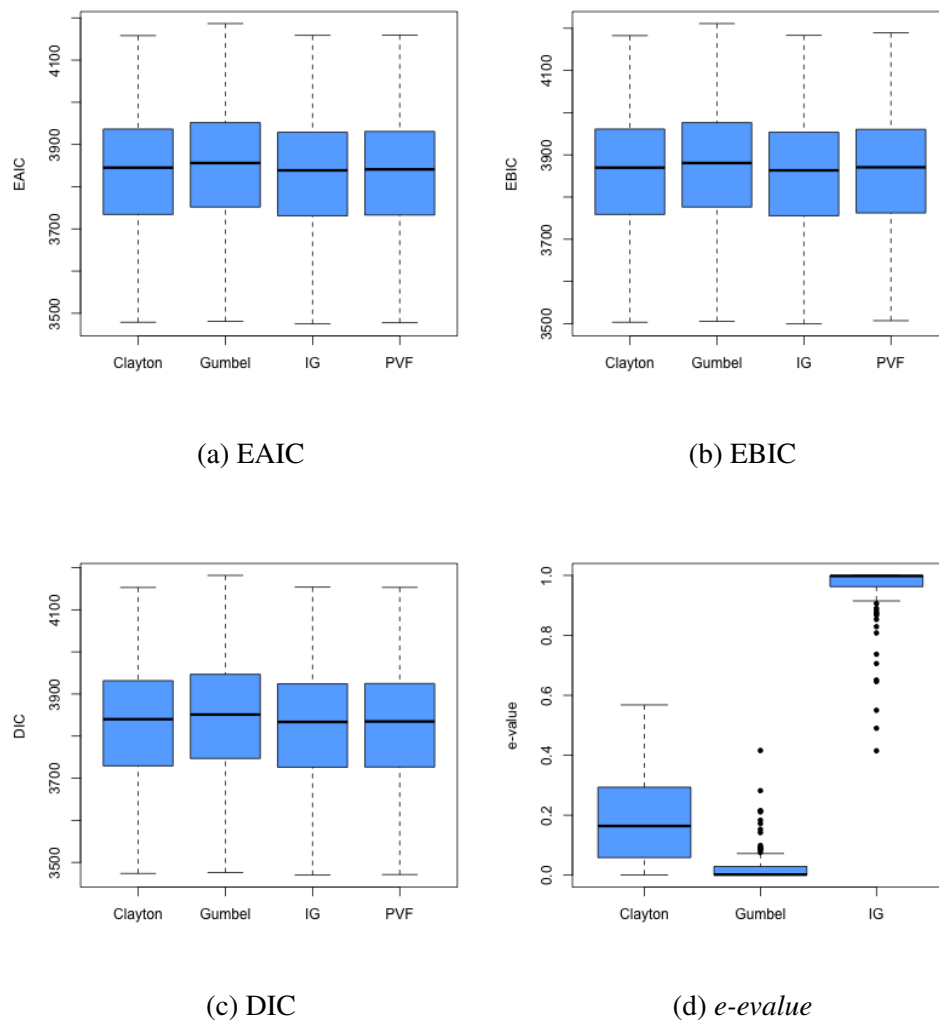 EAIC
3500 3700 3900 4100
Clayton Gumbel IG PVF
(a) EAIC
EBIC
3500 3700 3900 4100
Clayton Gumbel IG PVF
(b) EBIC
DIC
3500 3700 3900 4100
Clayton Gumbel IG PVF
(c) DIC
e-value
0.0 0.2 0.4 0.6 0.8 1.0
Clayton Gumbel IG
(d) e-evalue